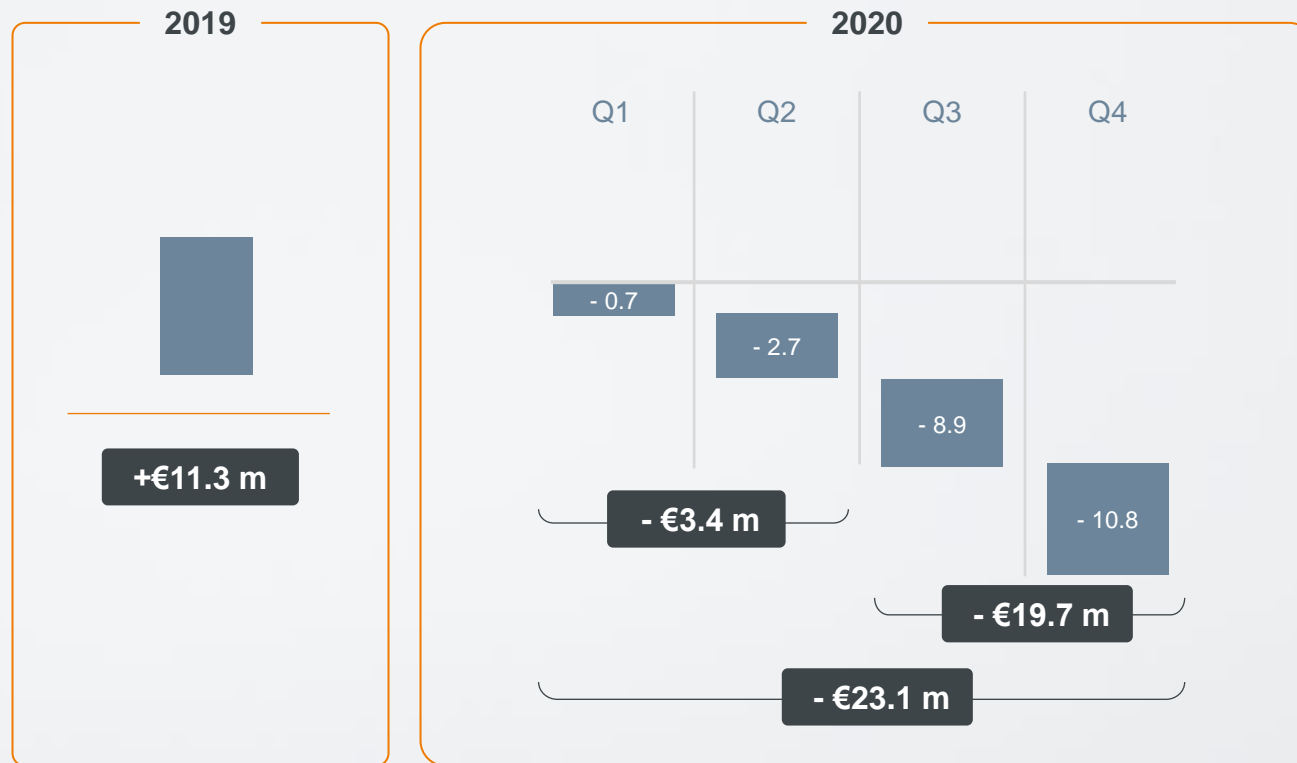 2019
2020
Q1 Q2 Q3 Q4
- 0.7
- 2.7
- 8.9
- 10.8
+€11.3 m
- €3.4 m
- €19.7 m
- €23.1 m